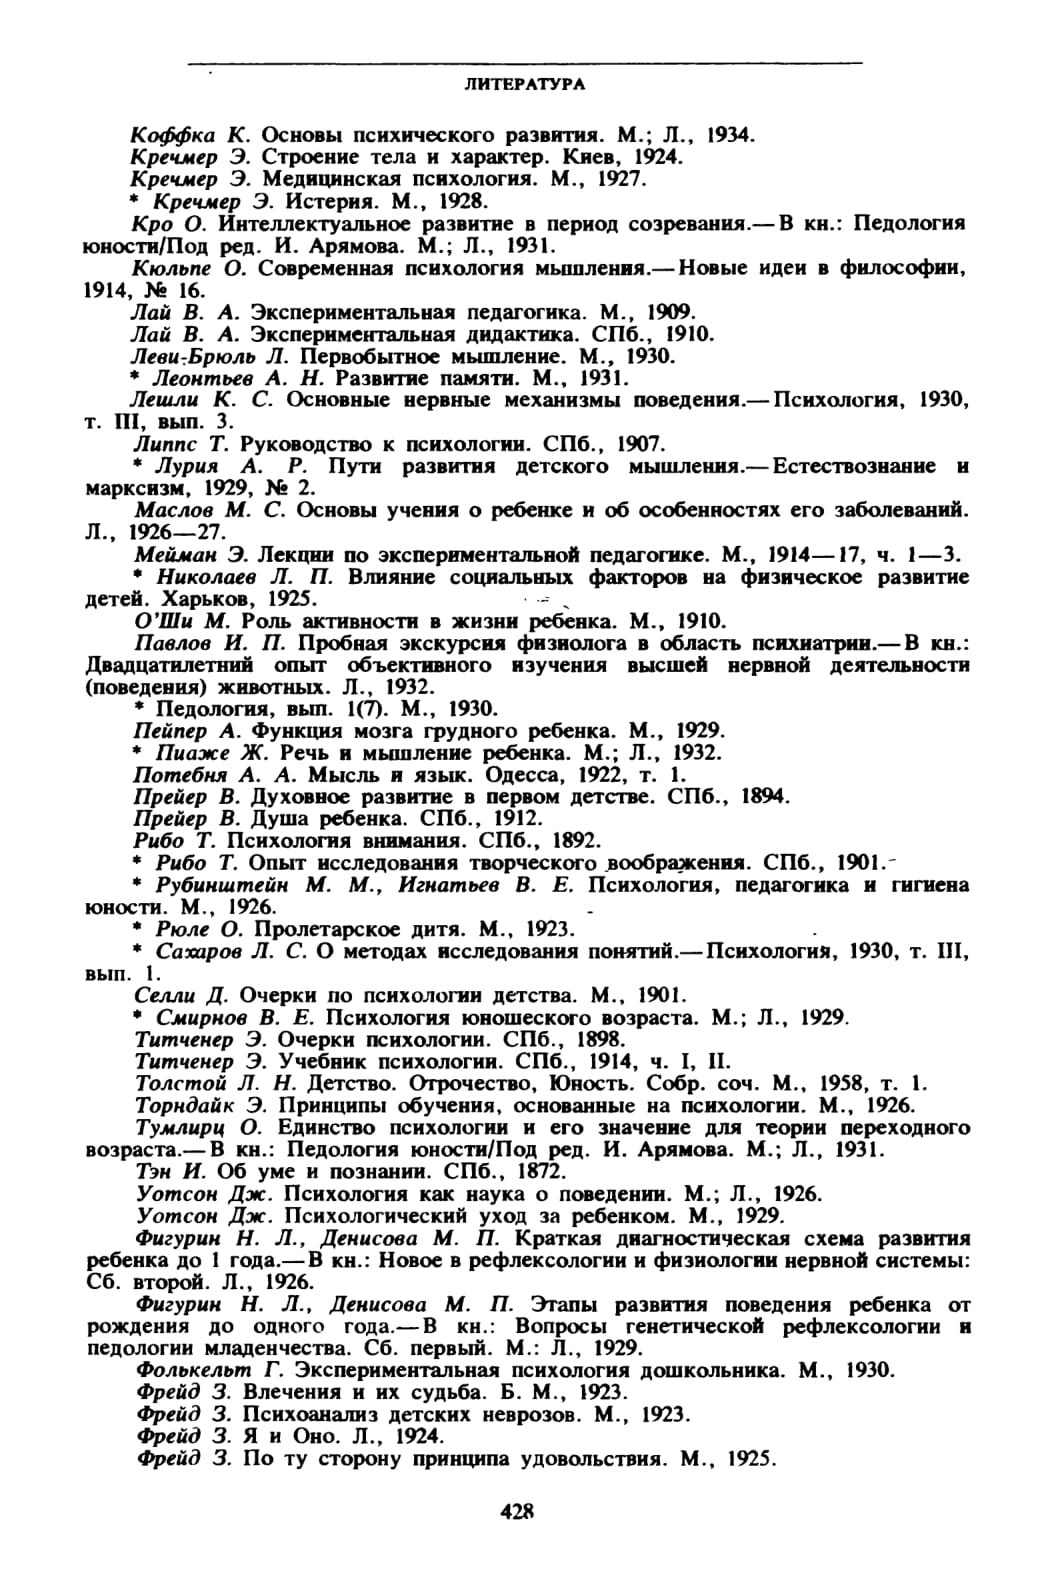 ЛИТЕРАТУРА
Коффка К. Основы психического развития. М.; Л., 1934.
Кречмер Э. Строение тела и характер. Киев, 1924.
Кречмер Э. Медицинская психология. М., 1927.
* Кречмер Э. Истерия. М., 1928.
Кро О. Интеллектуальное развитие в период созревания.— В кн.: Педология
юности/Под ред. И. Арямова. М.; Л., 1931.
Кюльпе О. Современная психология мышления.— Новые идеи в философии,
1914, № 16.
Лай В. А. Экспериментальная педагогика. М., 1909.
Лай В. А. Экспериментальная дидактика. СПб., 1910.
Леви-Брюль Л. Первобытное мышление. М., 1930.
* Леонтьев А. Н. Развитие памяти. М., 1931.
Лешли К. С. Основные нервные механизмы поведения.— Психология, 1930,
т. III, вып. 3.
Липпс Т. Руководство к психологии. СПб., 1907.
* Лурия А. Р. Пути развития детского мышления.— Естествознание и
марксизм, 1929, № 2.
Маслов М. С. Основы учения о ребенке и об особенностях его заболеваний.
Л., 1926—27.
Мейман Э. Лекции по экспериментальной педагогике. М., 1914—17, ч. 1—3.
* Николаев Л. П. Влияние социальных факторов на физическое развитие
детей. Харьков, 1925.
О'Ши М. Роль активности в жизни ребенка. М., 1910.
Павлов И. П. Пробная экскурсия физиолога в область психиатрии.— В кн.:
Двадцатилетний опыт объективного изучения высшей нервной деятельности
(поведения) животных. Л., 1932.
* Педология, вып. 1(7). М., 1930.
Пейпер А. Функция мозга грудного ребенка. М., 1929.
* Пиаже Ж. Речь и мышление ребенка. М.; Л., 1932.
Потебня А. А. Мысль и язык. Одесса, 1922, т. 1.
Прейер В. Духовное развитие в первом детстве. СПб., 1894.
Прейер В. Душа ребенка. СПб., 1912.
Рибо Т. Психология внимания. СПб., 1892.
* Рибо Т. Опыт исследования творческого воображения. СПб., 1901.
* Рубинштейн М. М., Игнатьев В. Е. Психология, педагогика и гигиена
юности. М., 1926.
* Рюле О. Пролетарское дитя. М., 1923.
* Сахаров Л. С. О методах исследования понятий.— Психология, 1930, т. III,
вып. 1.
Селли Д. Очерки по психологии детства. М., 1901.
* Смирнов В. Е. Психология юношеского возраста. М.; Л., 1929.
Титченер Э. Очерки психологии. СПб., 1898.
Титченер Э. Учебник психологии. СПб., 1914, ч. I, II.
Толстой Л. Н. Детство. Отрочество, Юность. Собр. соч. М., 1958, т. 1.
Торндайк Э. Принципы обучения, основанные на психологии. М., 1926.
Тумлирц О. Единство психологии и его значение для теории переходного
возраста.— В кн.: Педология юности/Под ред. И. Арямова. М.; Л., 1931.
Тэн И. Об уме и познании. СПб., 1872.
Уотсон Дж. Психология как наука о поведении. М.; Л., 1926.
Уотсон Дж. Психологический уход за ребенком. М., 1929.
Фигурин Н. Л., Денисова М. П. Краткая диагностическая схема развития
ребенка до 1 года.— В кн.: Новое в рефлексологии и физиологии нервной системы:
Сб. второй. Л., 1926.
Фигурин Н. Л., Денисова М. П. Этапы развития поведения ребенка от
рождения до одного года.— В кн.: Вопросы генетической рефлексологии и
педологии младенчества. Сб. первый. М.: Л., 1929.
Фолькельт Г. Экспериментальная психология дошкольника. М., 1930.
Фрейд З. Влечения и их судьба. Б. М., 1923.
Фрейд З. Психоанализ детских неврозов. М., 1923.
Фрейд З. Я и Оно. Л., 1924.
Фрейд З. По ту сторону принципа удовольствия. М., 1925.
428